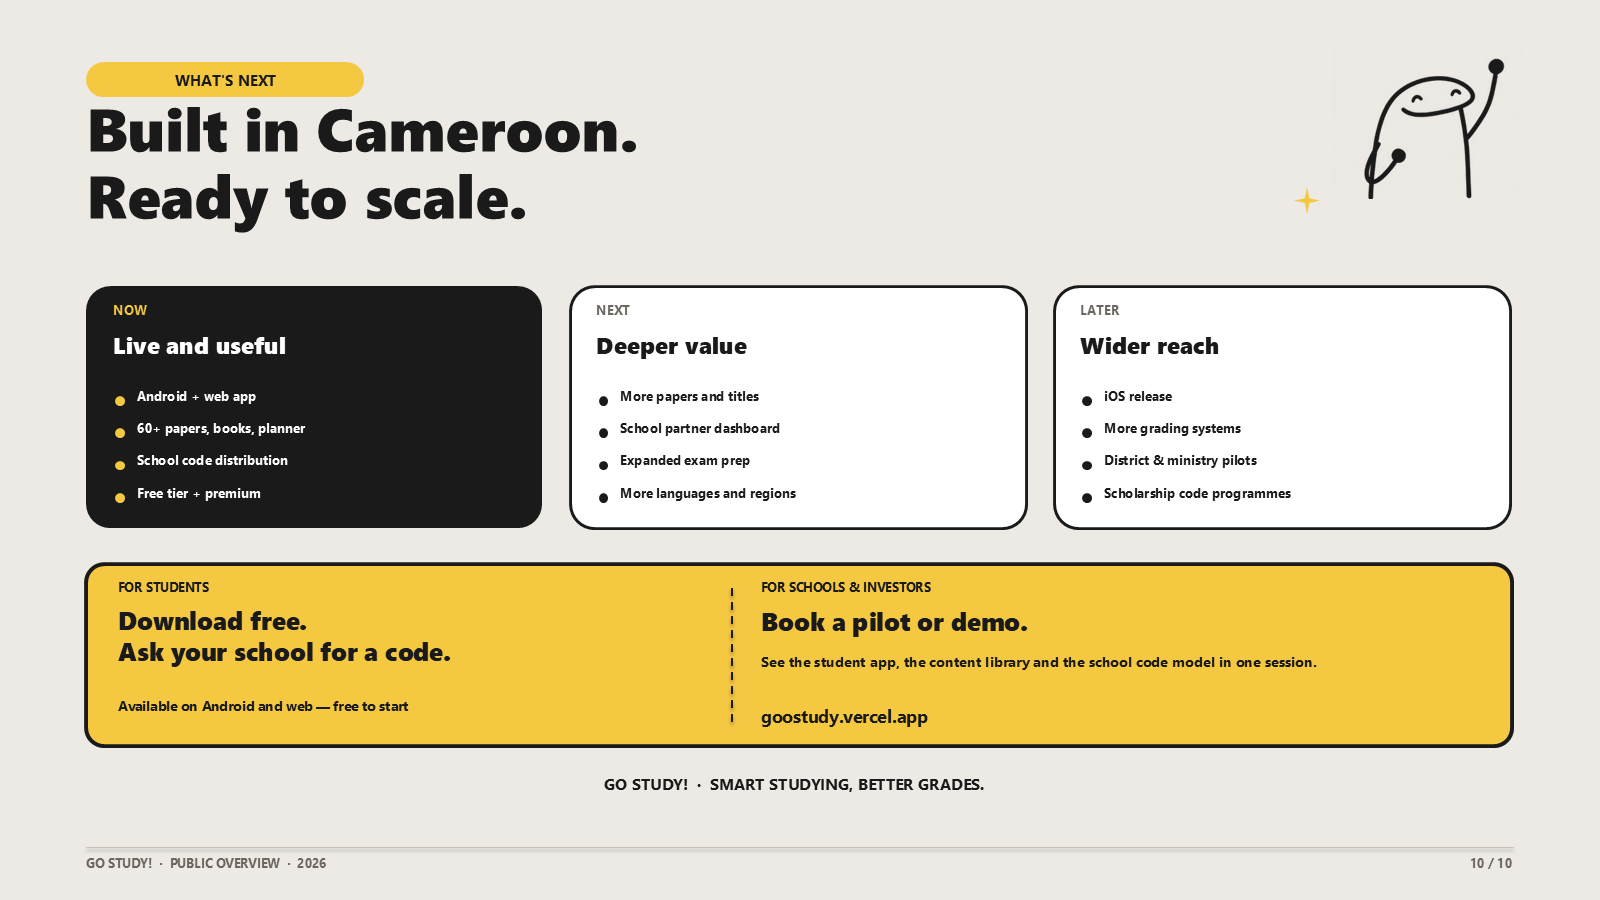 WHAT'S NEXT
Built in Cameroon.
Ready to scale.
NOW
Live and useful
Android + web app
60+ papers, books, planner
School code distribution
Free tier + premium
NEXT
Deeper value
More papers and titles
School partner dashboard
Expanded exam prep
More languages and regions
LATER
Wider reach
iOS release
More grading systems
District & ministry pilots
Scholarship code programmes
FOR STUDENTS
Download free.
Ask your school for a code.
Available on Android and web — free to start
FOR SCHOOLS & INVESTORS
Book a pilot or demo.
See the student app, the content library and the school code model in one session.
goostudy.vercel.app
GO STUDY! · SMART STUDYING, BETTER GRADES.
GO STUDY! · PUBLIC OVERVIEW · 2026
10 / 10